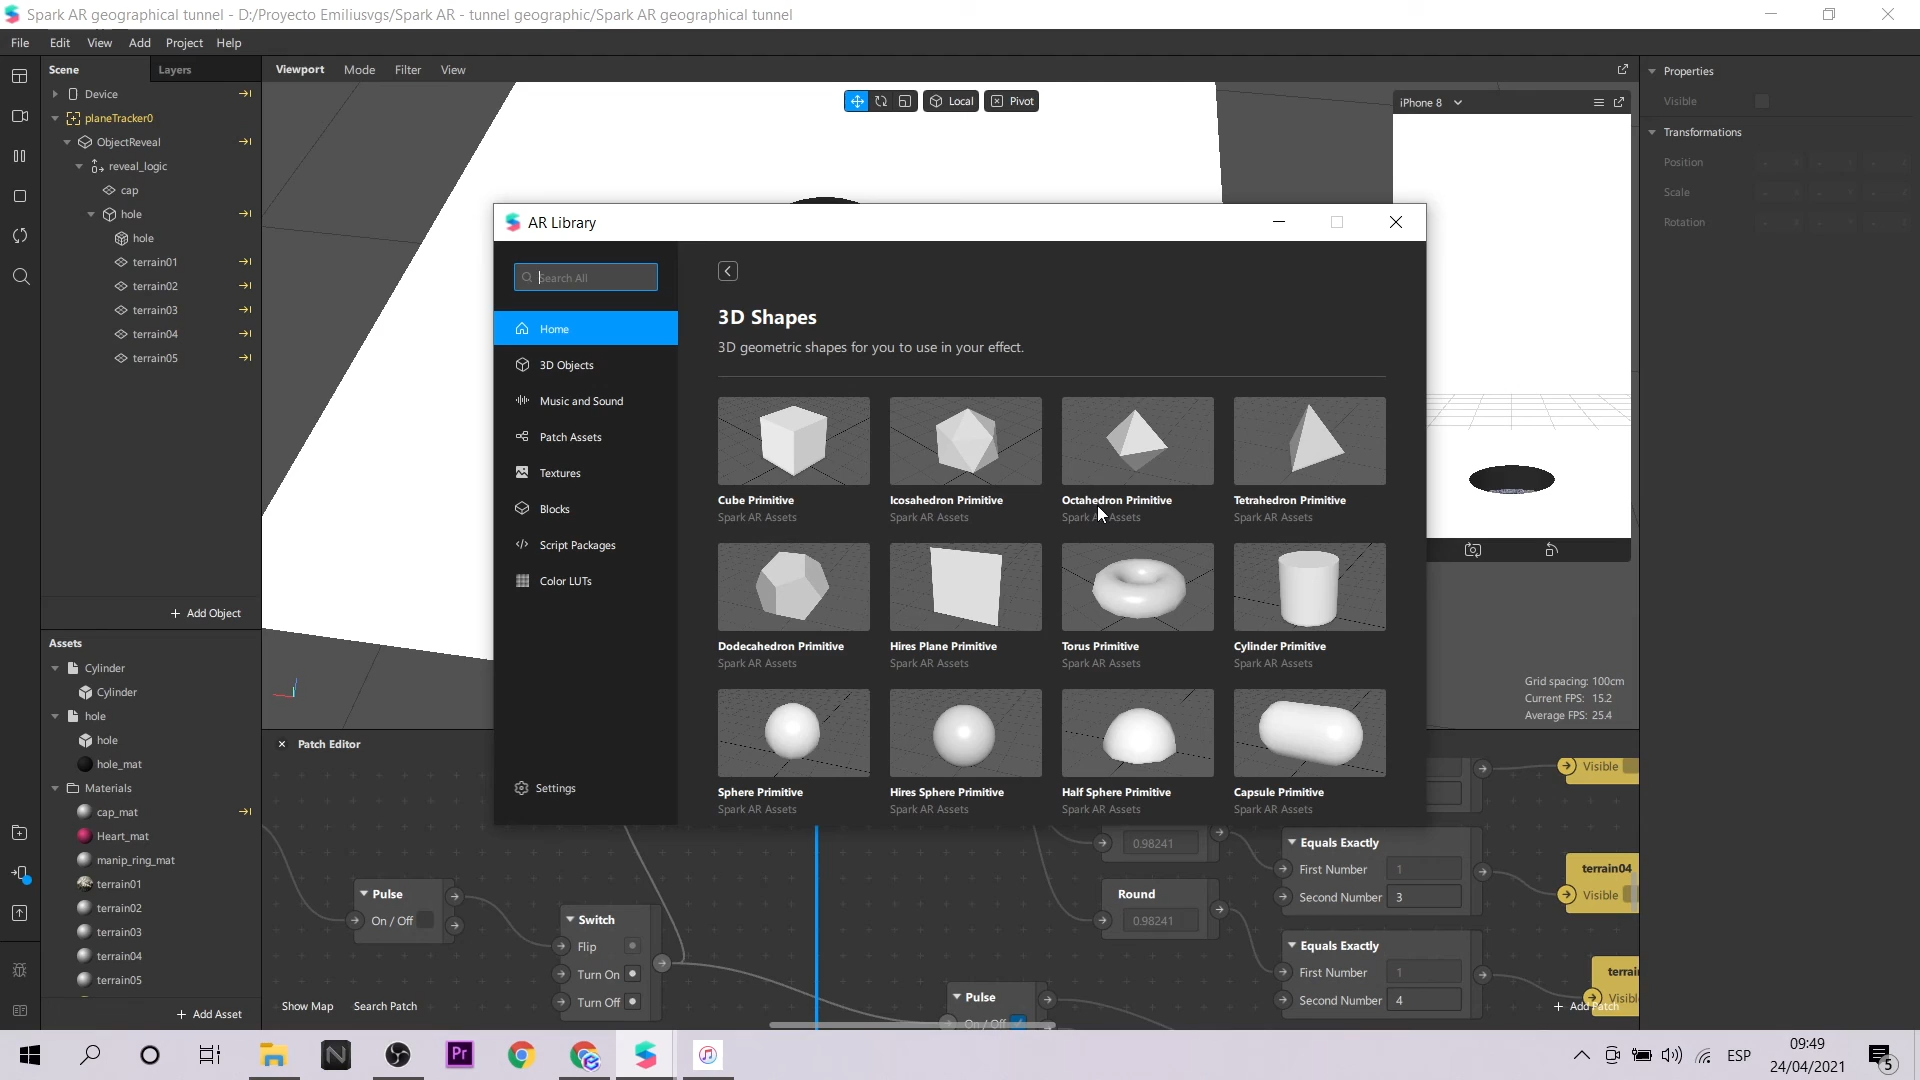 Spark AR geographical tunnel - D:/Proyecto Emiliusvgs/Spark AR - tunnel geographic/Spark AR geographical tunnel
File Edit View Add Project Help
Scene Layers
Device
planeTracker0
ObjectReveal
reveal_logic
cap
hole
hole
terrain01
terrain02
terrain03
terrain04
terrain05
+ Add Object
Assets
Cylinder
Cylinder
hole
hole
hole_mat
Materials
cap_mat
Heart_mat
manip_ring_mat
terrain01
terrain02
terrain03
terrain04
terrain05
+ Add Asset
Viewport Mode Filter View
Local Pivot
iPhone 8
AR Library
Search All
Home
3D Objects
Music and Sound
Patch Assets
Textures
Blocks
Script Packages
Color LUTs
Settings
3D Shapes
3D geometric shapes for you to use in your effect.
Cube Primitive
Spark AR Assets
Icosahedron Primitive
Spark AR Assets
Octahedron Primitive
Spark AR Assets
Tetrahedron Primitive
Spark AR Assets
Dodecahedron Primitive
Spark AR Assets
Hires Plane Primitive
Spark AR Assets
Torus Primitive
Spark AR Assets
Cylinder Primitive
Spark AR Assets
Sphere Primitive
Spark AR Assets
Hires Sphere Primitive
Spark AR Assets
Half Sphere Primitive
Spark AR Assets
Capsule Primitive
Spark AR Assets
Grid spacing: 100cm
Current FPS: 15.2
Average FPS: 25.4
Properties
Visible
Transformations
Position
Scale
Rotation
Patch Editor
Pulse
On / Off
Switch
Flip
Turn On
Turn Off
Pulse
On / Off
0.98241
Round
0.98241
Equals Exactly
First Number 1
Second Number 3
Equals Exactly
First Number 1
Second Number 4
Visible
terrain04
Visible
terrai
Visibl
+ Add Patch
Show Map Search Patch
N
Pr
ESP
09:49
24/04/2021
5